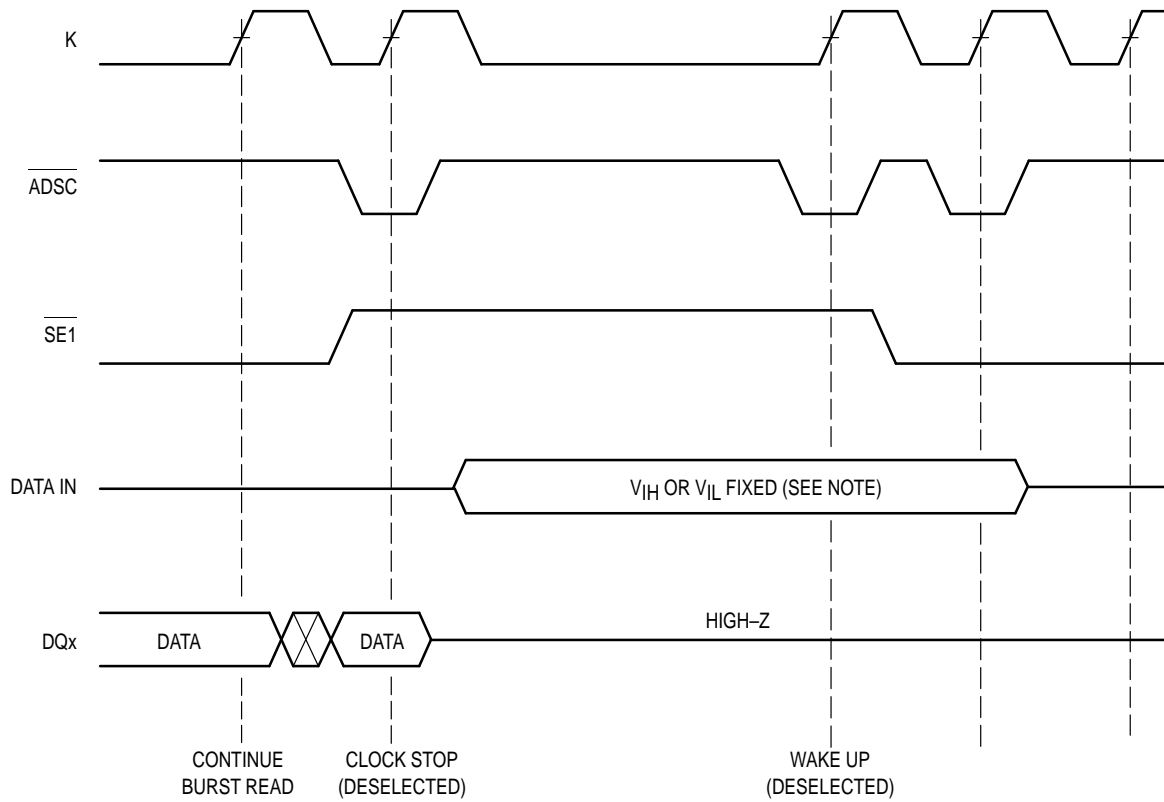 K
ADSC
SE1
DATA IN
VIH OR VIL FIXED (SEE NOTE)
DQx
DATA
DATA
HIGH–Z
CONTINUE
BURST READ
CLOCK STOP
(DESELECTED)
WAKE UP
(DESELECTED)